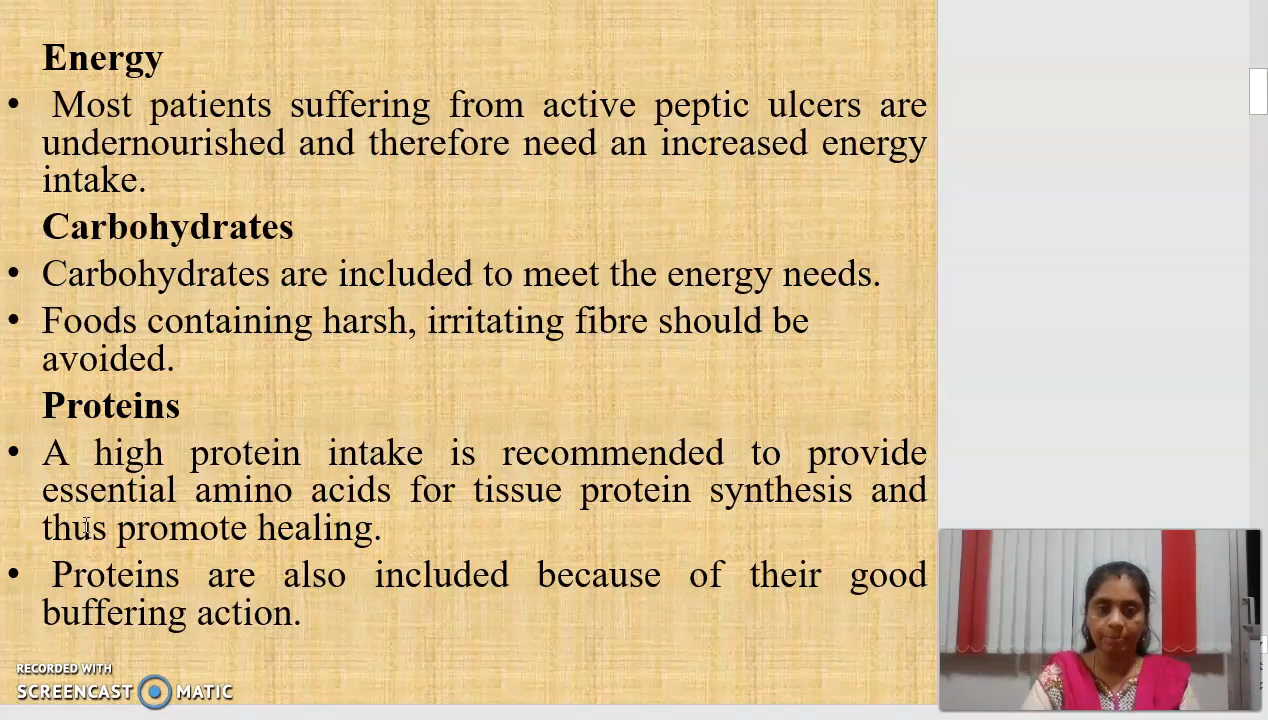 Energy
• Most patients suffering from active peptic ulcers are
undernourished and therefore need an increased energy
intake.
Carbohydrates
• Carbohydrates are included to meet the energy needs.
• Foods containing harsh, irritating fibre should be
avoided.
Proteins
• A high protein intake is recommended to provide
essential amino acids for tissue protein synthesis and
thus promote healing.
• Proteins are also included because of their good
buffering action.
RECORDED WITH
SCREENCAST MATIC